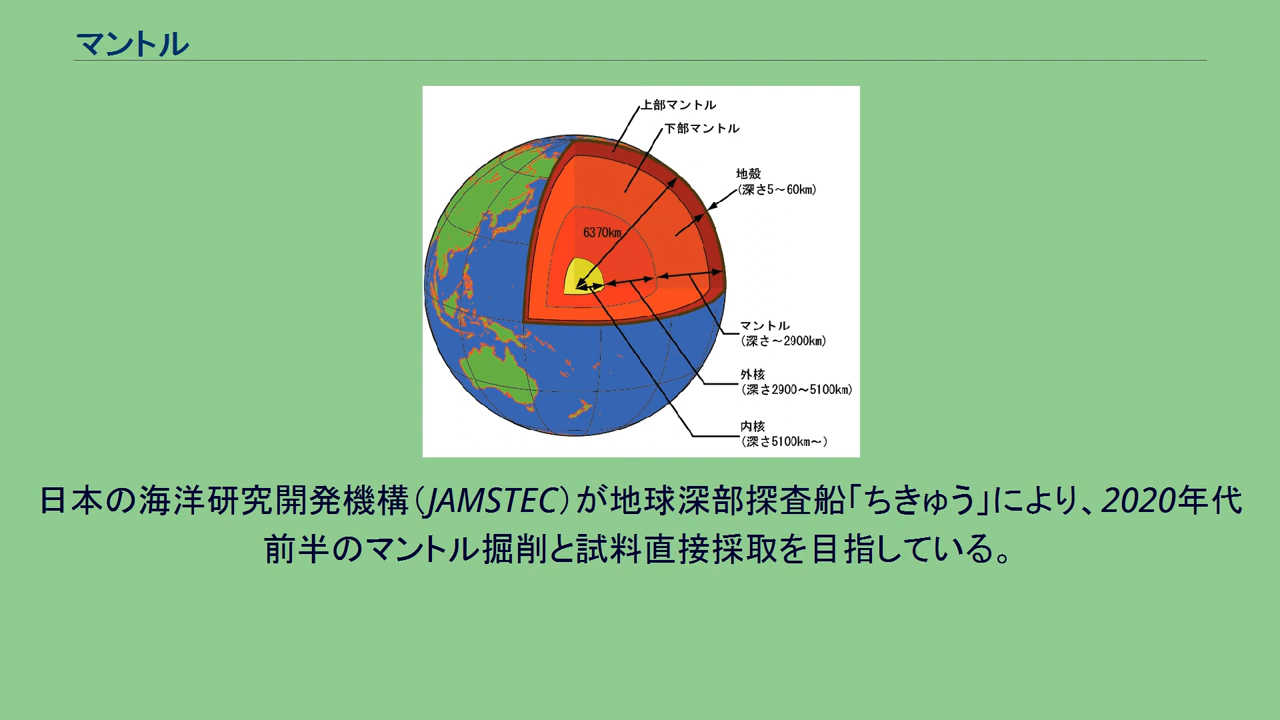 マントル
上部マントル
下部マントル
地殻
(深さ5～60km)
6370km
マントル
(深さ～2900km)
外核
(深さ2900～5100km)
内核
(深さ5100km～)
日本の海洋研究開発機構（JAMSTEC）が地球深部探査船「ちきゅう」により、2020年代
前半のマントル掘削と試料直接採取を目指している。